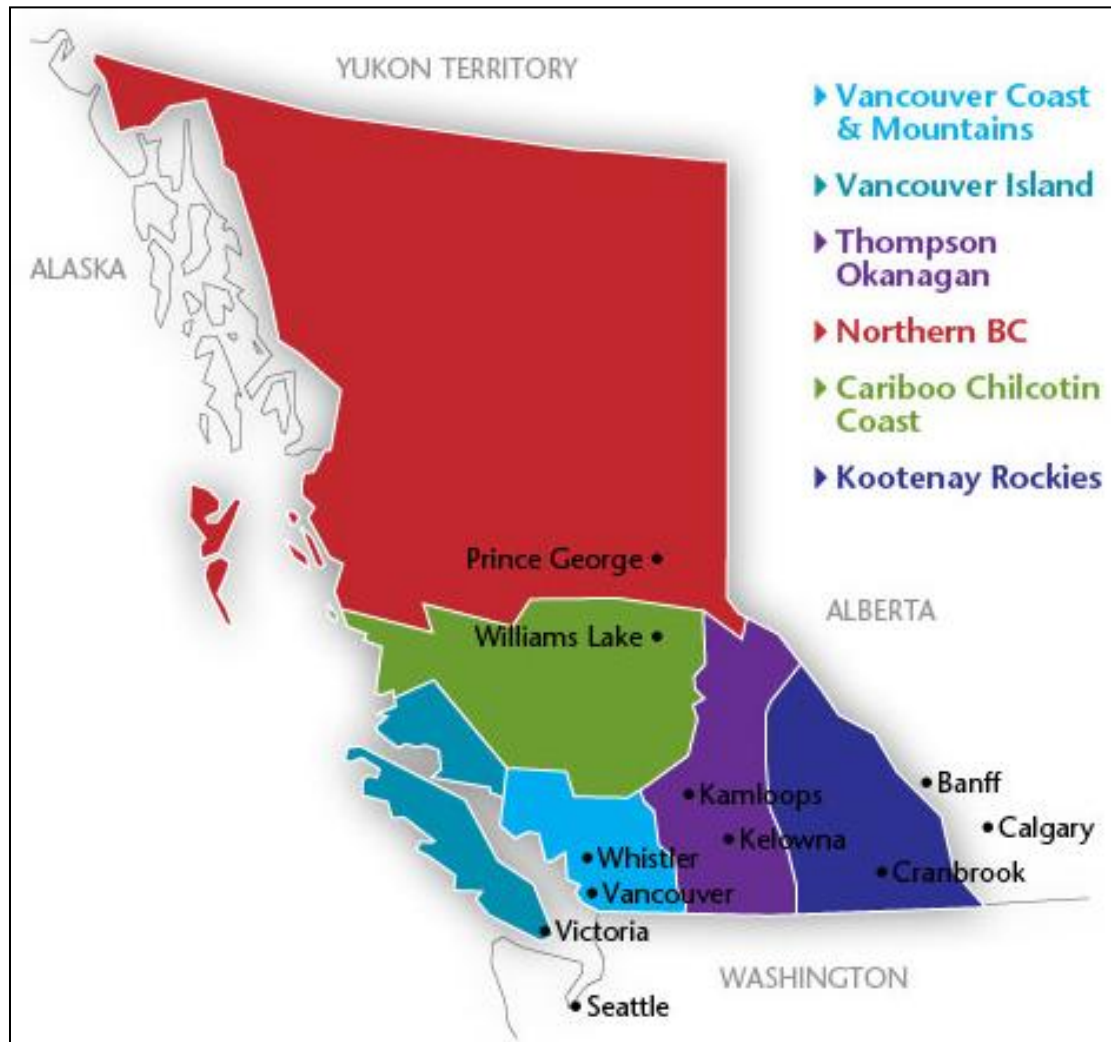 YUKON TERRITORY
Vancouver Coast
& Mountains
Vancouver Island
Thompson
Okanagan
ALASKA
Northern BC
Cariboo Chilcotin
Coast
Kootenay Rockies
Prince George
ALBERTA
Williams Lake
Banff
Kamloops
Calgary
Kelowna
Whistler
Cranbrook
Vancouver
Victoria
WASHINGTON
Seattle